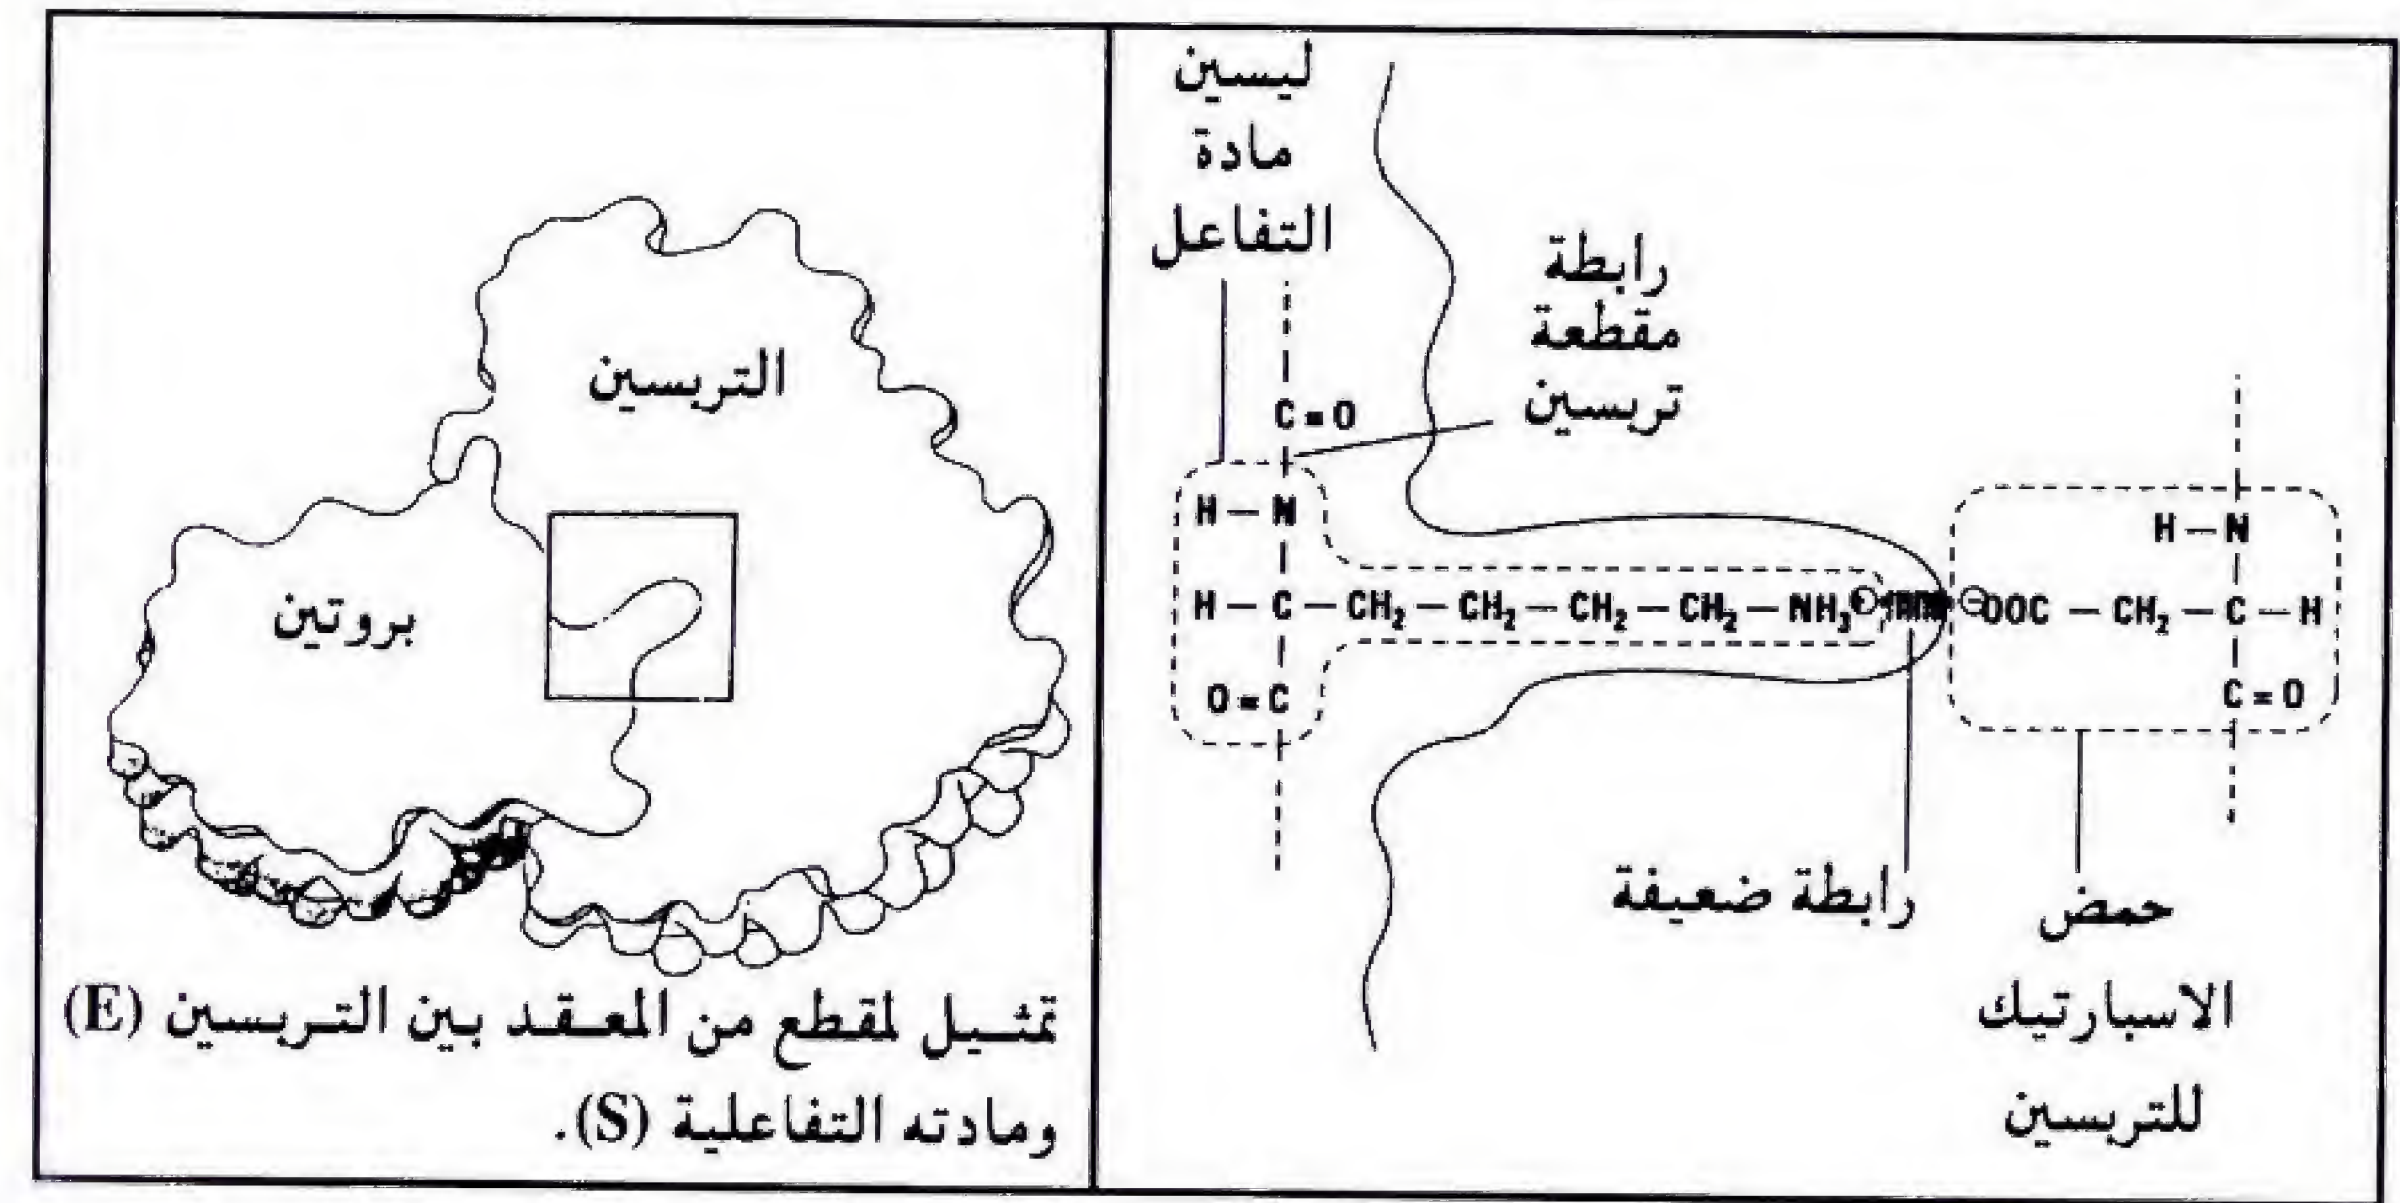 ليسين
مادة
التفاعل
رابطة
مقطعة
تربسين
C=O
H—N
H—C—CH₂—CH₂—CH₂—CH₂—NH₃⊕
O=C
H—N
⊖OOC—CH₂—C—H
C=O
رابطة ضعيفة
حمض
الاسبارتيك
للتربسين
التربسين
بروتين
تمثيل لمقطع من المعقد بين التربسين (E)
ومادته التفاعلية (S).